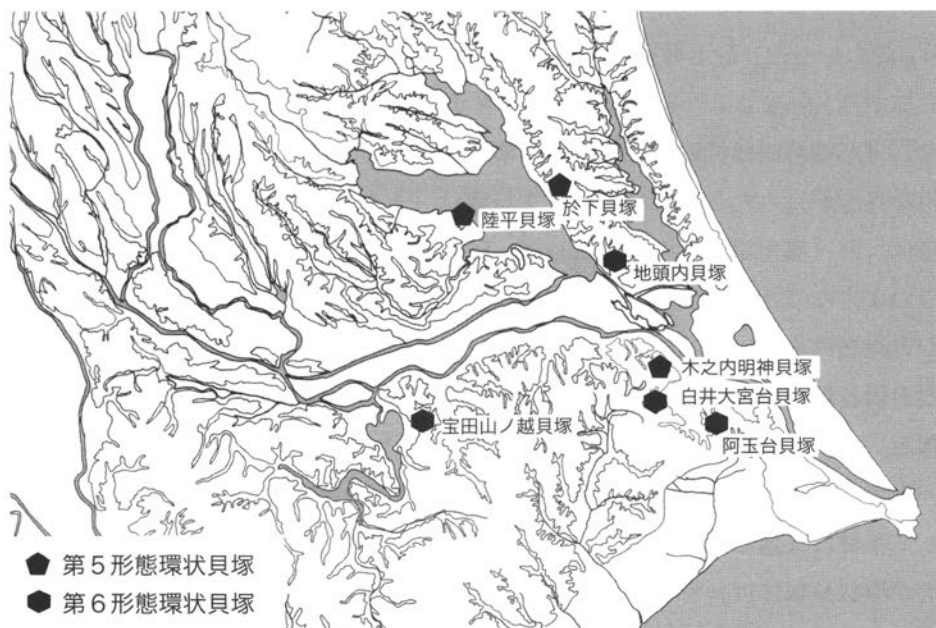 陸平貝塚
於下貝塚
地頭内貝塚
木之内明神貝塚
白井大宮台貝塚
阿玉台貝塚
宝田山ノ越貝塚
第5形態環状貝塚
第6形態環状貝塚